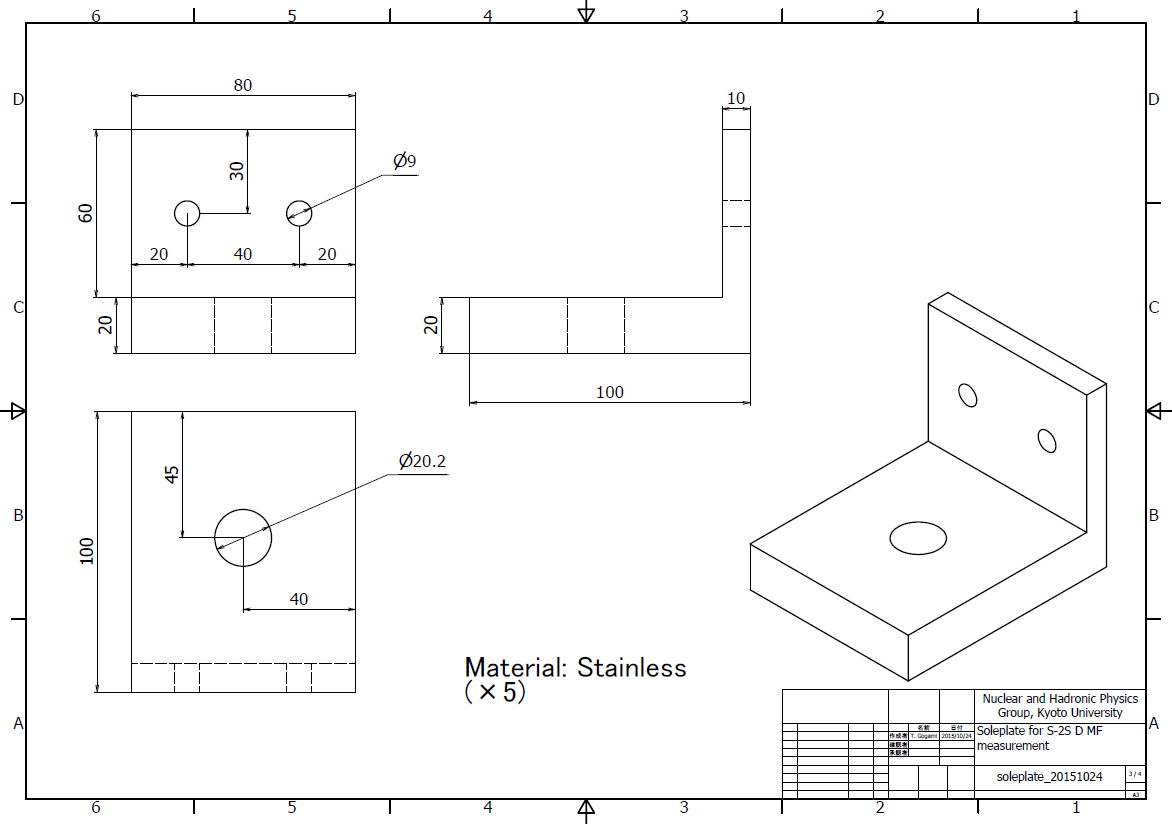 6 5 4 3 2 1
D D
80
10
Ø9
30
60
20 40 20
C C
20
20
100
45
Ø20.2
B B
100
40
Material: Stainless
(×5)
Nuclear and Hadronic Physics
Group, Kyoto University
A A
名前 日付
作成者 T. Gogami 2015/10/24
確認者
承認者
Soleplate for S-2S D MF
measurement
soleplate_20151024
3 / 4
A3
6 5 4 3 2 1